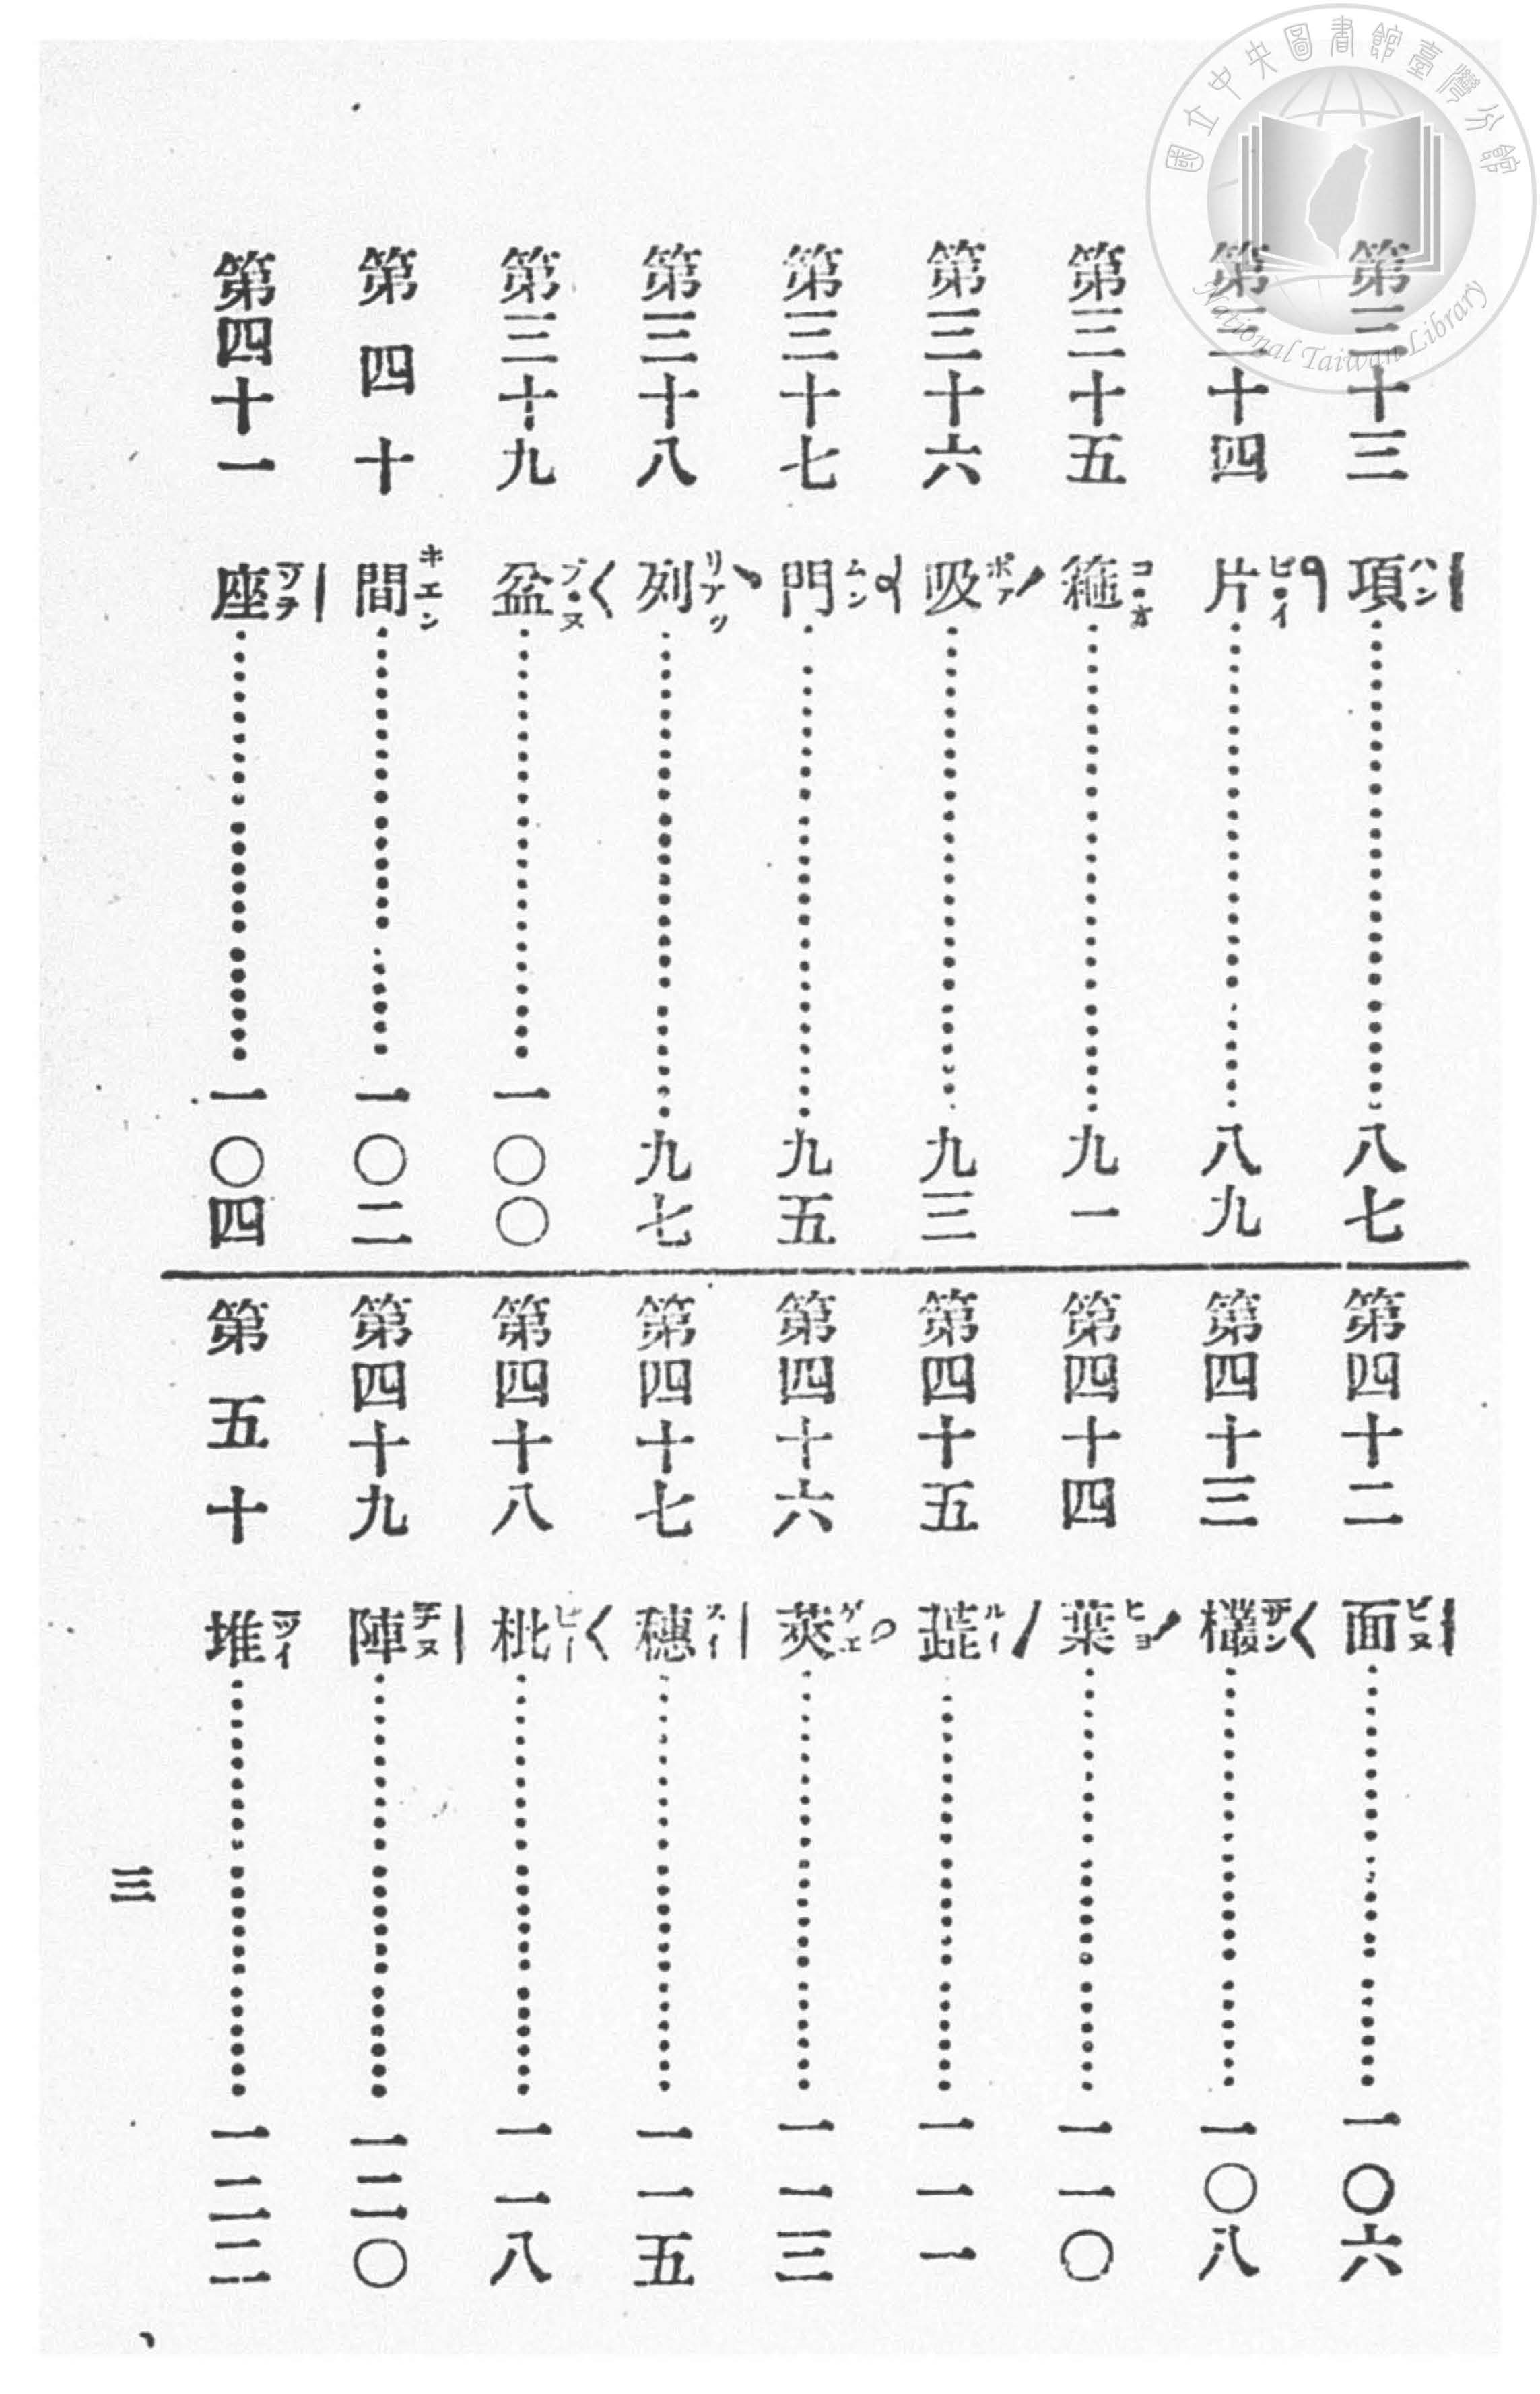 國立中央圖書館臺灣分館
National Taiwan Library
第三十三 項 ハン 八七
第三十四 片 ピイ 八九
第三十五 箍 コオ 九一
第三十六 吸 ポァ 九三
第三十七 門 ムン 九五
第三十八 列 リアッ 九七
第三十九 盆 プヌ 一〇〇
第四十 間 キエン 一〇二
第四十一 座 ツヲ 一〇四
第四十二 面 ビヌ 一〇六
第四十三 欉 サン 一〇八
第四十四 葉 ヒョ 一一〇
第四十五 ルイ 一一一
第四十六 莢 ゲエ 一一三
第四十七 穗 スイ 一一五
第四十八 枇 ピー 一一八
第四十九 陣 チヌ 一二〇
第五十 堆 ツイ 一二二
三